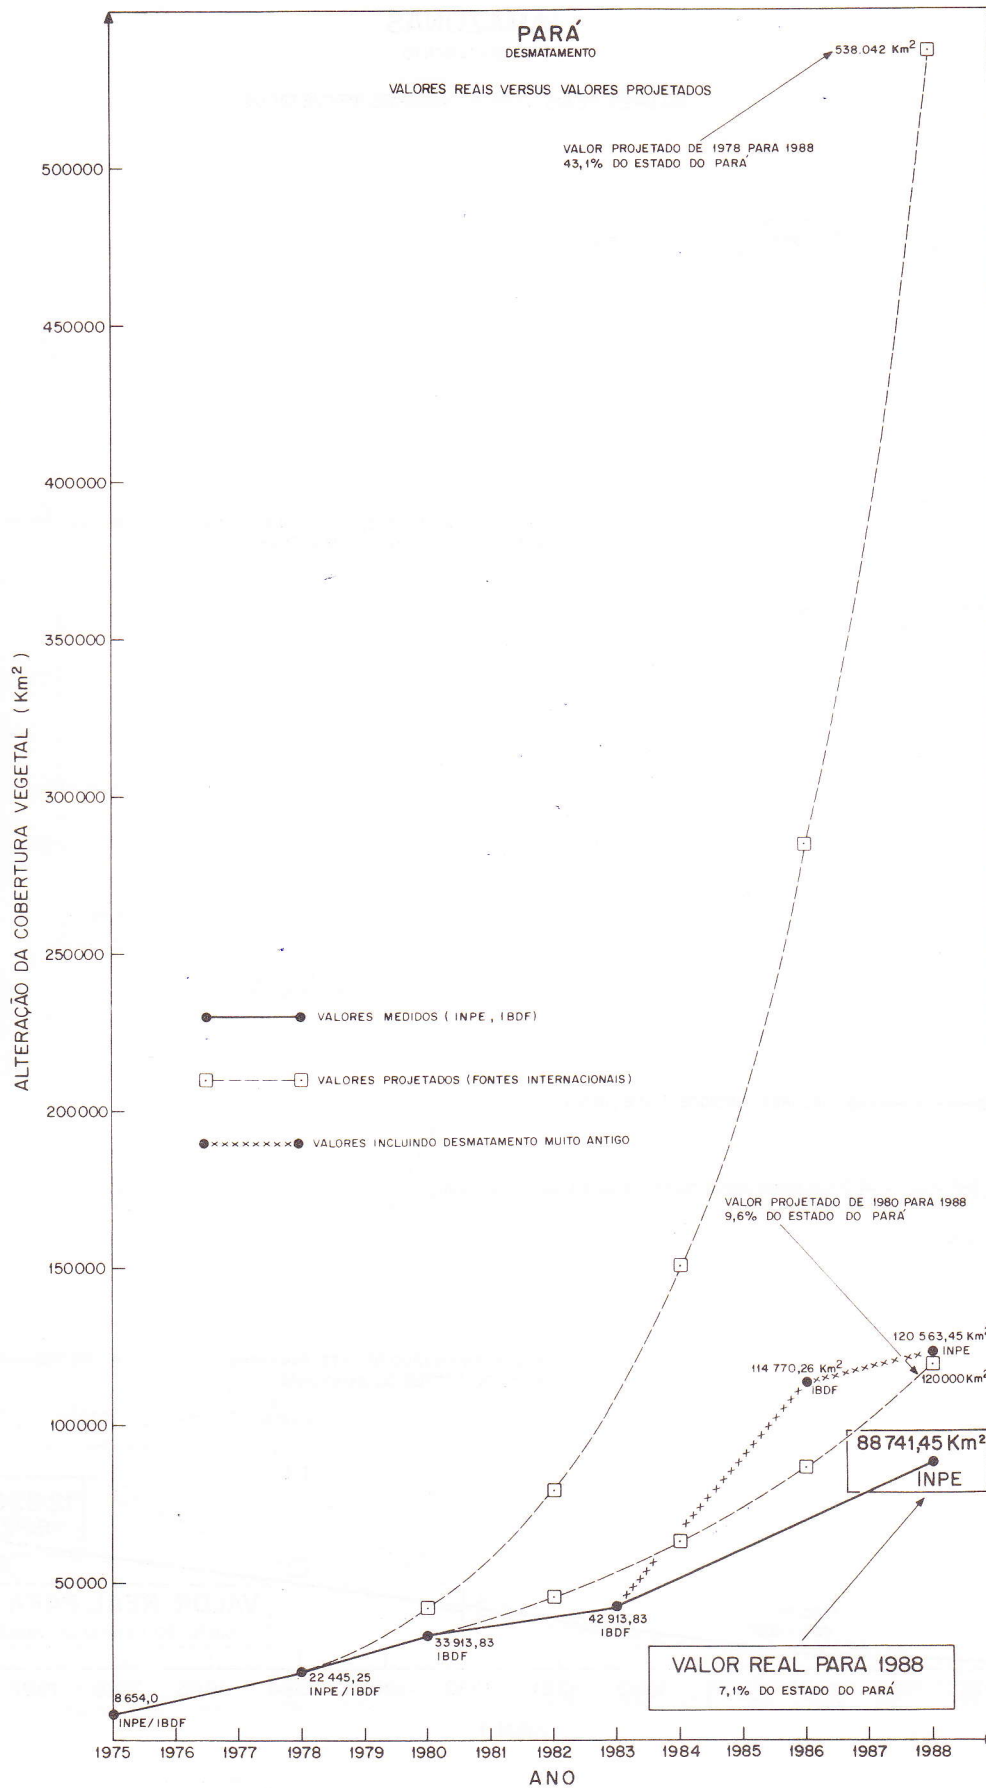 PARÁ
DESMATAMENTO
VALORES REAIS VERSUS VALORES PROJETADOS
538.042 Km²
VALOR PROJETADO DE 1978 PARA 1988
43,1% DO ESTADO DO PARÁ
ALTERAÇÃO DA COBERTURA VEGETAL (Km²)
500000
450000
400000
350000
300000
250000
200000
150000
100000
50000
VALORES MEDIDOS (INPE, IBDF)
VALORES PROJETADOS (FONTES INTERNACIONAIS)
VALORES INCLUINDO DESMATAMENTO MUITO ANTIGO
VALOR PROJETADO DE 1980 PARA 1988
9,6% DO ESTADO DO PARÁ
120 563,45 Km²
INPE
114 770,26 Km²
IBDF
120000 Km²
88 741,45 Km²
INPE
42 913,83
IBDF
33 913,83
IBDF
22 445,25
INPE/IBDF
8 654,0
INPE/IBDF
VALOR REAL PARA 1988
7,1% DO ESTADO DO PARÁ
1975 1976 1977 1978 1979 1980 1981 1982 1983 1984 1985 1986 1987 1988
ANO